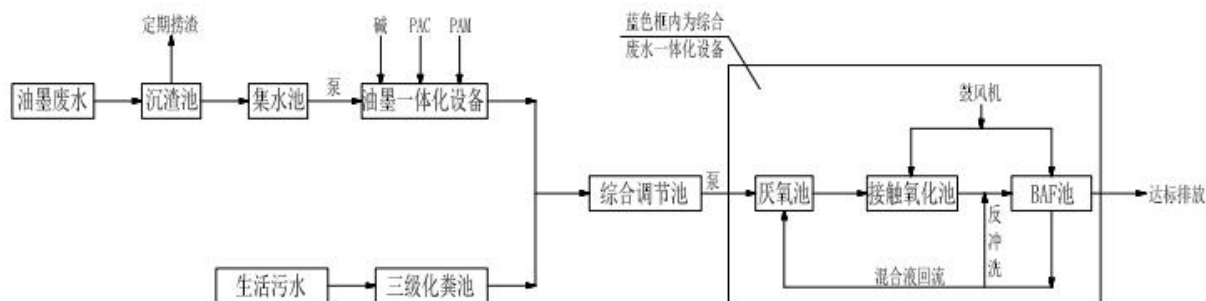 定期捞渣
碱
PAC
PAM
蓝色框内为综合
废水一体化设备
油墨废水
沉渣池
集水池
泵
油墨一体化设备
鼓风机
综合调节池
泵
厌氧池
接触氧化池
BAF池
达标排放
反冲洗
混合液回流
生活污水
三级化粪池